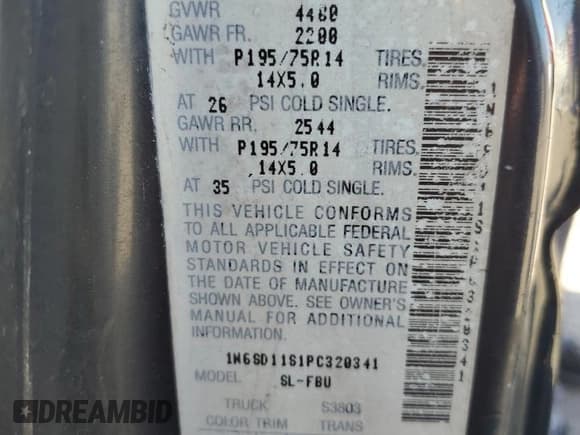 GVWR 4460
GAWR FR. 2200
WITH P195/75R14 TIRES,
14X5.0 RIMS,
AT 26 PSI COLD SINGLE.
GAWR RR. 2544
WITH P195/75R14 TIRES,
14X5.0 RIMS,
AT 35 PSI COLD SINGLE.
THIS VEHICLE CONFORMS
TO ALL APPLICABLE FEDERAL
MOTOR VEHICLE SAFETY
STANDARDS IN EFFECT ON
THE DATE OF MANUFACTURE
SHOWN ABOVE. SEE OWNER'S
MANUAL FOR ADDITIONAL
INFORMATION.
1N6SD11S1PC320341
MODEL SL-FBU
TRUCK S3803
COLOR TRIM TRANS
DREAMBID
DREAMBID.COM